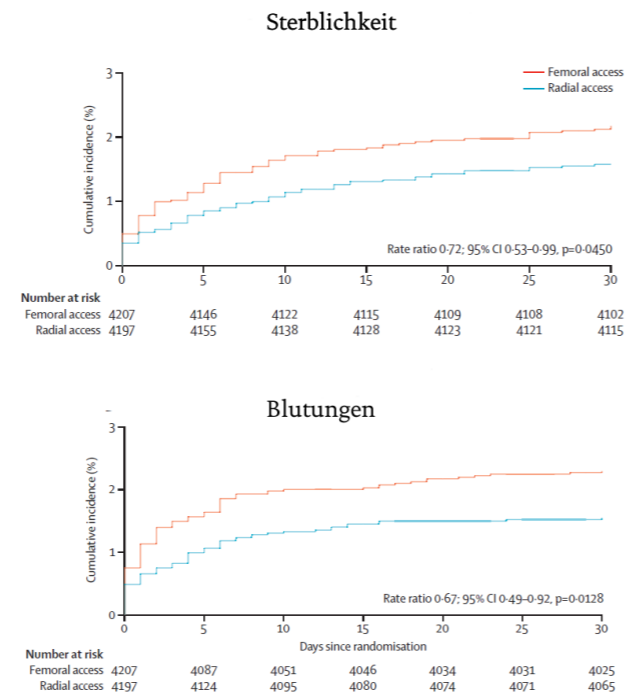 Sterblichkeit
3
2
1
0
Cumulative incidence (%)
Femoral access
Radial access
Rate ratio 0·72; 95% CI 0·53–0·99, p=0·0450
0 5 10 15 20 25 30
Number at risk
Femoral access 4207 4146 4122 4115 4109 4108 4102
Radial access 4197 4155 4138 4128 4123 4121 4115
Blutungen
3
2
1
0
Cumulative incidence (%)
Rate ratio 0·67; 95% CI 0·49–0·92, p=0·0128
0 5 10 15 20 25 30
Days since randomisation
Number at risk
Femoral access 4207 4087 4051 4046 4034 4031 4025
Radial access 4197 4124 4095 4080 4074 4071 4065